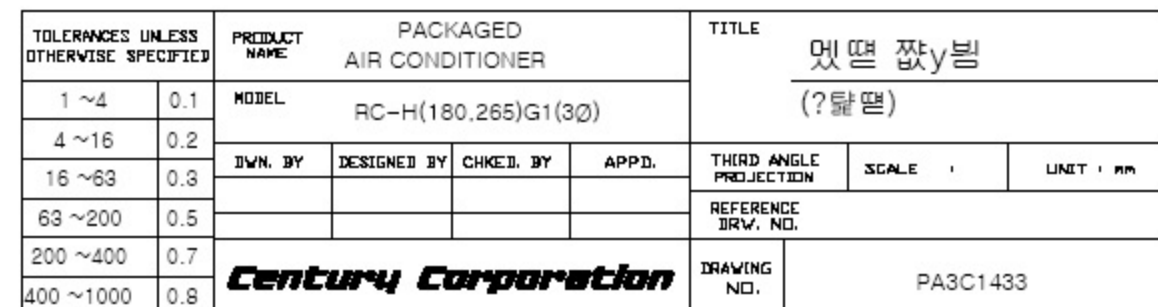 TOLERANCES UNLESS
OTHERWISE SPECIFIED
1 ~4 0.1
4 ~16 0.2
16 ~63 0.3
63 ~200 0.5
200 ~400 0.7
400 ~1000 0.8
PRODUCT
NAME
PACKAGED
AIR CONDITIONER
MODEL
RC-H(180,265)G1(3Ø)
DWN. BY DESIGNED BY CHKED. BY APPD.
Century Corporation
TITLE
THIRD ANGLE
PROJECTION
SCALE :
UNIT : mm
REFERENCE
DRW. NO.
DRAWING
NO.
PA3C1433